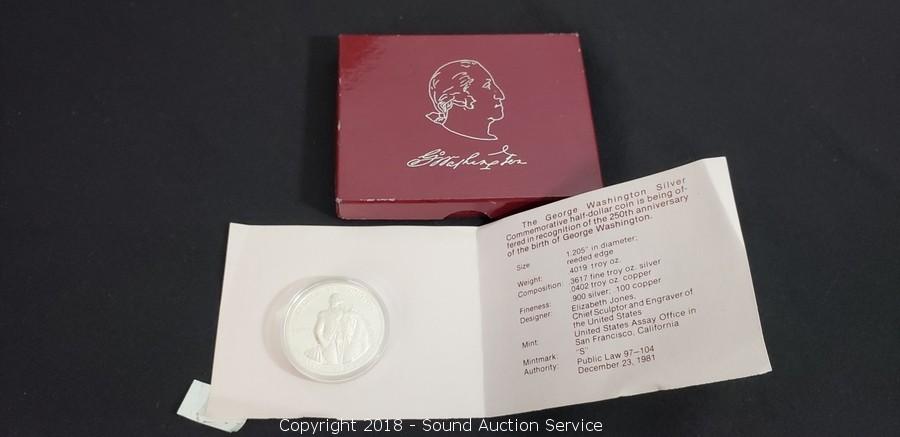 G Washington
The George Washington Silver
Commemorative half-dollar coin is being of-
fered in recognition of the 250th anniversary
of the birth of George Washington.
Size 1.205" in diameter;
reeded edge
Weight: .4019 troy oz.
Composition: .3617 fine troy oz. silver
.0402 troy oz. copper
Fineness: .900 silver; .100 copper
Designer: Elizabeth Jones,
Chief Sculptor and Engraver of
the United States
Mint: United States Assay Office in
San Francisco, California
Mintmark: "S"
Authority: Public Law 97-104
December 23, 1981
Copyright 2018 - Sound Auction Service